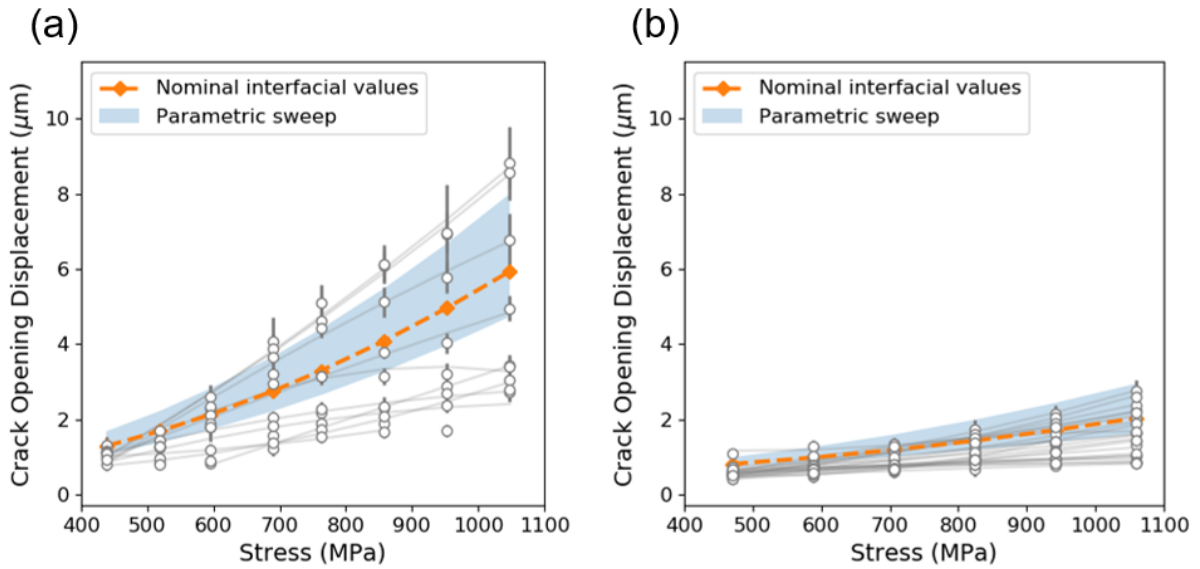 (a)
Crack Opening Displacement (μm)
10
8
6
4
2
0
Nominal interfacial values
Parametric sweep
400 500 600 700 800 900 1000 1100
Stress (MPa)
(b)
Crack Opening Displacement (μm)
10
8
6
4
2
0
Nominal interfacial values
Parametric sweep
400 500 600 700 800 900 1000 1100
Stress (MPa)